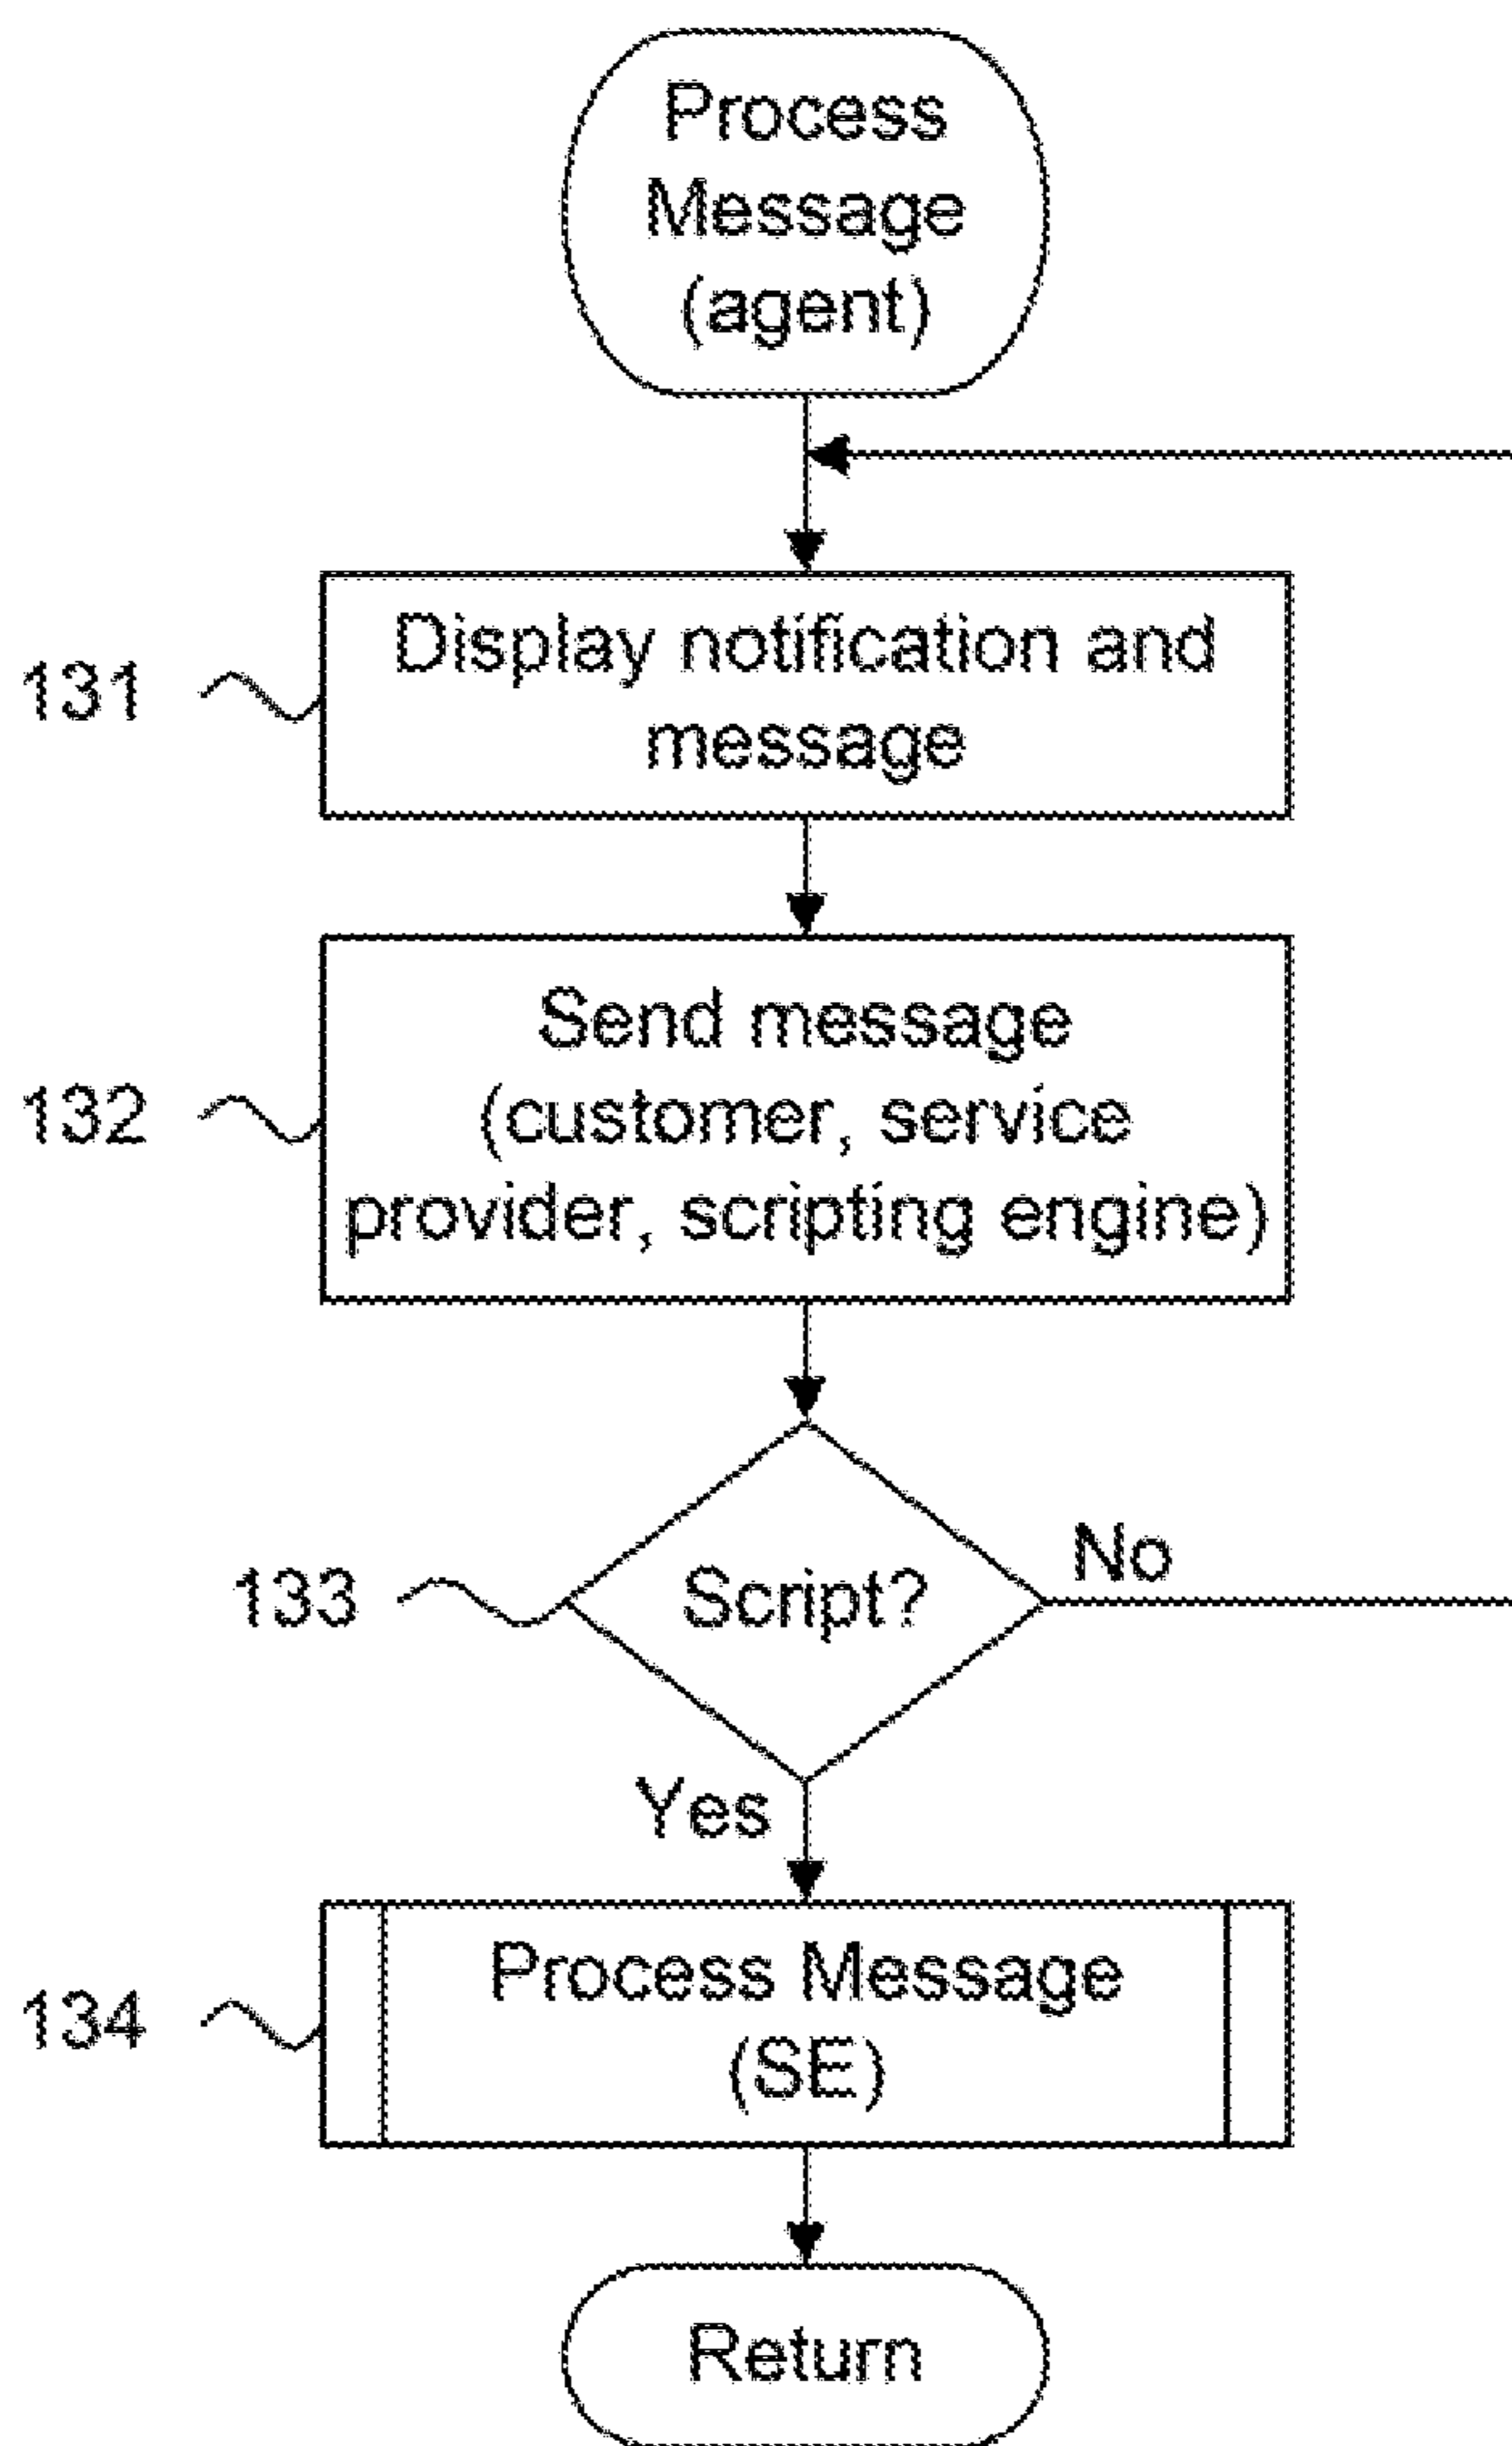 Process
Message
(agent)
131
Display notification and
message
132
Send message
(customer, service
provider, scripting engine)
133
Script?
No
Yes
134
Process Message
(SE)
Return